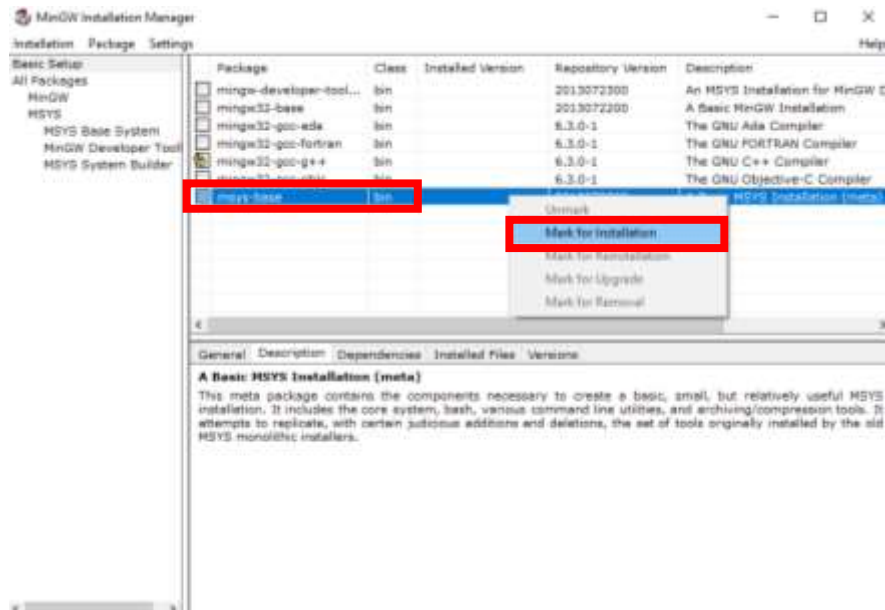 MinGW Installation Manager
Installation Package Settings Help
Basic Setup
All Packages
MinGW
MSYS
MSYS Base System
MinGW Developer Tool
MSYS System Builder
Package Class Installed Version Repository Version Description
mingw-developer-tool... bin 2013072300 An MSYS Installation for MinGW D
mingw32-base bin 2013072200 A Basic MinGW Installation
mingw32-gcc-ada bin 6.3.0-1 The GNU Ada Compiler
mingw32-gcc-fortran bin 6.3.0-1 The GNU FORTRAN Compiler
mingw32-gcc-g++ bin 6.3.0-1 The GNU C++ Compiler
mingw32-gcc-objc bin 6.3.0-1 The GNU Objective-C Compiler
msys-base bin MSYS Installation (meta)
Unmark
Mark for Installation
Mark for Reinstallation
Mark for Upgrade
Mark for Removal
General Description Dependencies Installed Files Versions
A Basic MSYS Installation (meta)
This meta package contains the components necessary to create a basic, small, but relatively useful MSYS
installation. It includes the core system, bash, various command line utilities, and archiving/compression tools. It
attempts to replicate, with certain judicious additions and deletions, the set of tools originally installed by the old
MSYS monolithic installers.